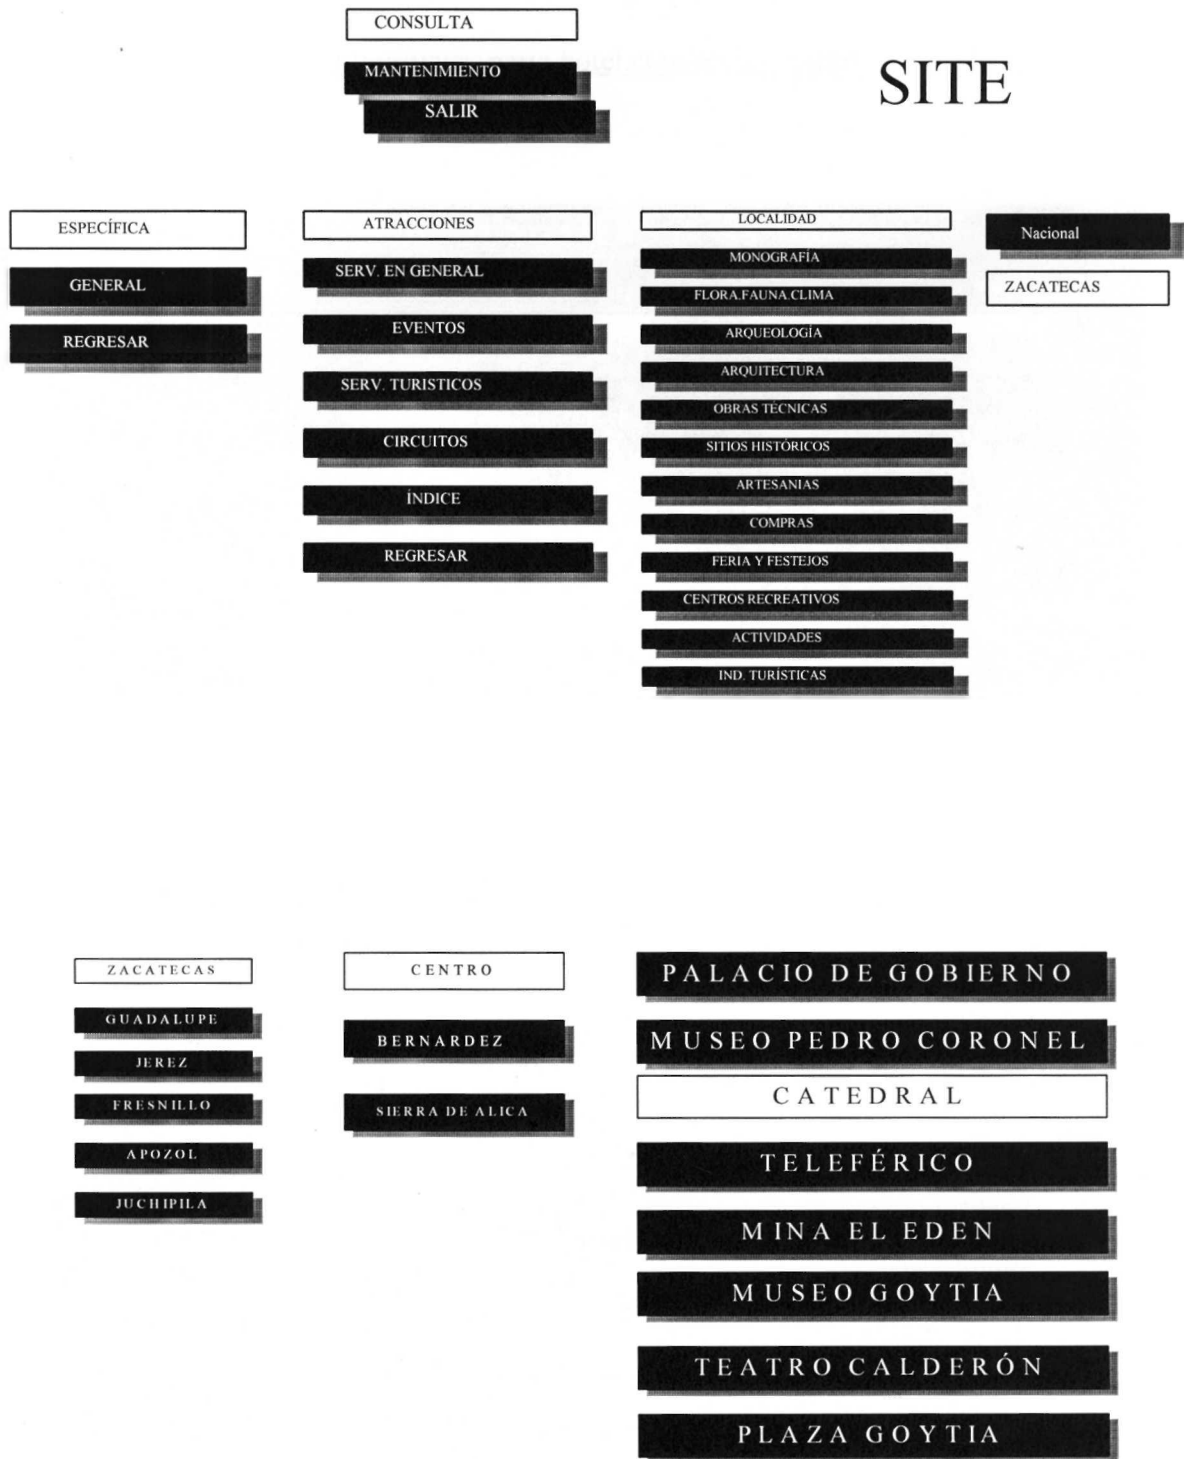 CONSULTA
MANTENIMIENTO
SALIR
SITE
ESPECÍFICA
GENERAL
REGRESAR
ATRACCIONES
SERV. EN GENERAL
EVENTOS
SERV. TURISTICOS
CIRCUITOS
ÍNDICE
REGRESAR
LOCALIDAD
MONOGRAFÍA
FLORA.FAUNA.CLIMA
ARQUEOLOGÍA
ARQUITECTURA
OBRAS TÉCNICAS
SITIOS HISTÓRICOS
ARTESANIAS
COMPRAS
FERIA Y FESTEJOS
CENTROS RECREATIVOS
ACTIVIDADES
IND. TURÍSTICAS
Nacional
ZACATECAS
ZACATECAS
GUADALUPE
JEREZ
FRESNILLO
APOZOL
JUCHIPILA
CENTRO
BERNARDEZ
SIERRA DE ALICA
PALACIO DE GOBIERNO
MUSEO PEDRO CORONEL
CATEDRAL
TELEFÉRICO
MINA EL EDEN
MUSEO GOYTIA
TEATRO CALDERÓN
PLAZA GOYTIA